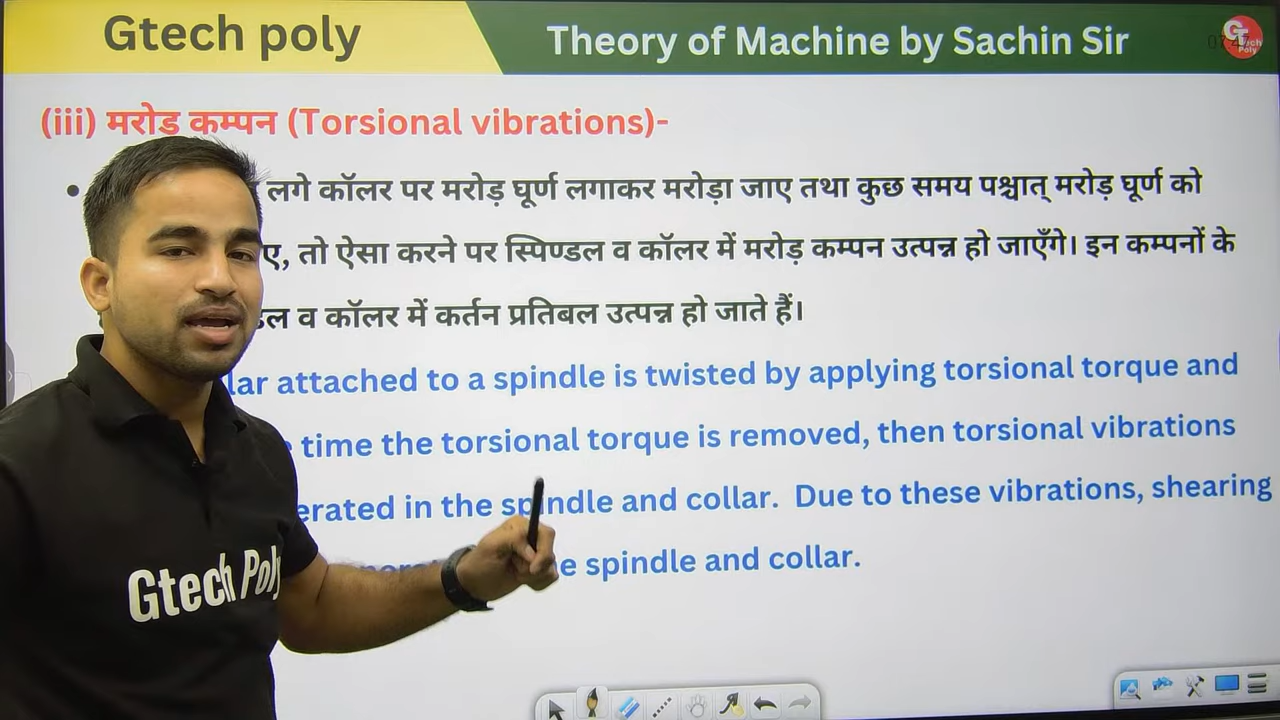 Gtech poly
Theory of Machine by Sachin Sir
GTech Poly
07:47
(iii) मरोड़ कम्पन (Torsional vibrations)-
• लगे कॉलर पर मरोड़ घूर्ण लगाकर मरोड़ा जाए तथा कुछ समय पश्चात् मरोड़ घूर्ण को
तो ऐसा करने पर स्पिण्डल व कॉलर में मरोड़ कम्पन उत्पन्न हो जाएँगे। इन कम्पनों के
व कॉलर में कर्तन प्रतिबल उत्पन्न हो जाते हैं।
attached to a spindle is twisted by applying torsional torque and
time the torsional torque is removed, then torsional vibrations
in the spindle and collar. Due to these vibrations, shearing
spindle and collar.
Gtech Poly